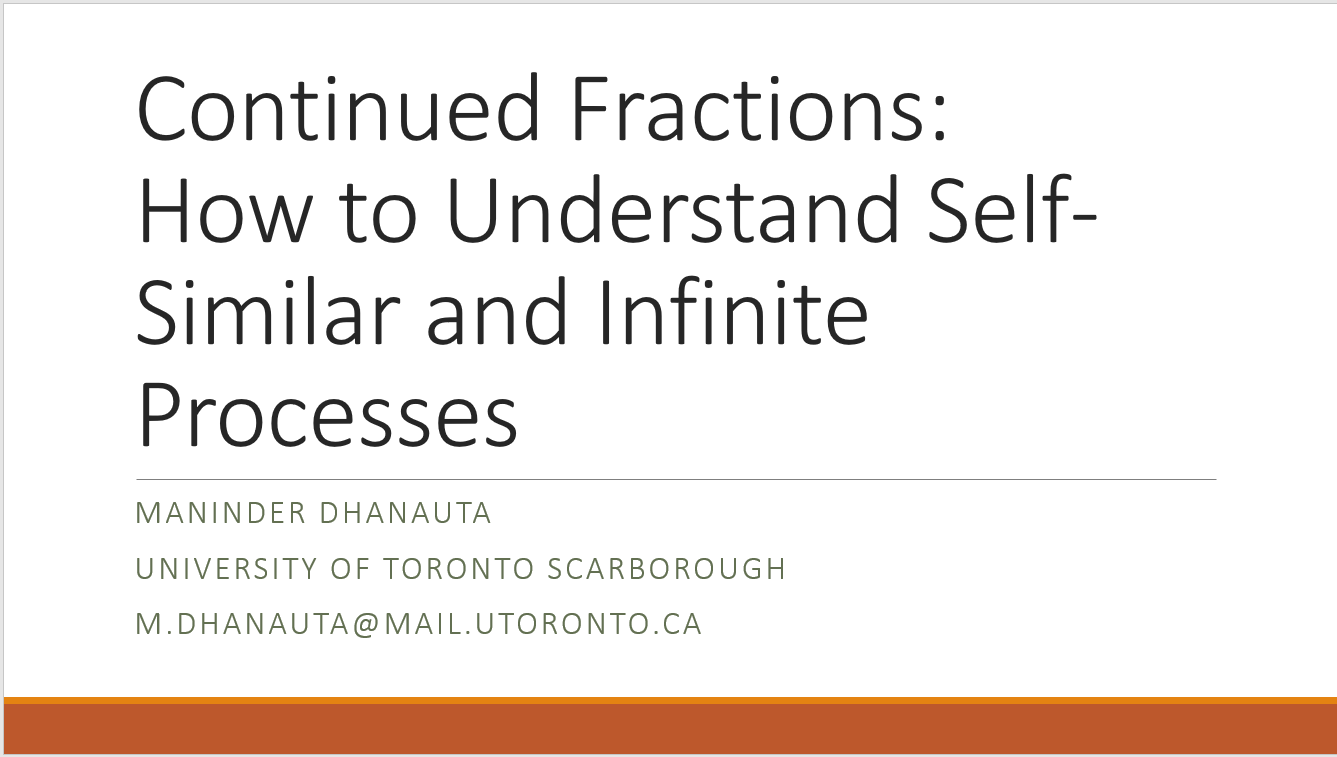 Continued Fractions:
How to Understand Self-
Similar and Infinite
Processes
MANINDER DHANAUTA
UNIVERSITY OF TORONTO SCARBOROUGH
M.DHANAUTA@MAIL.UTORONTO.CA